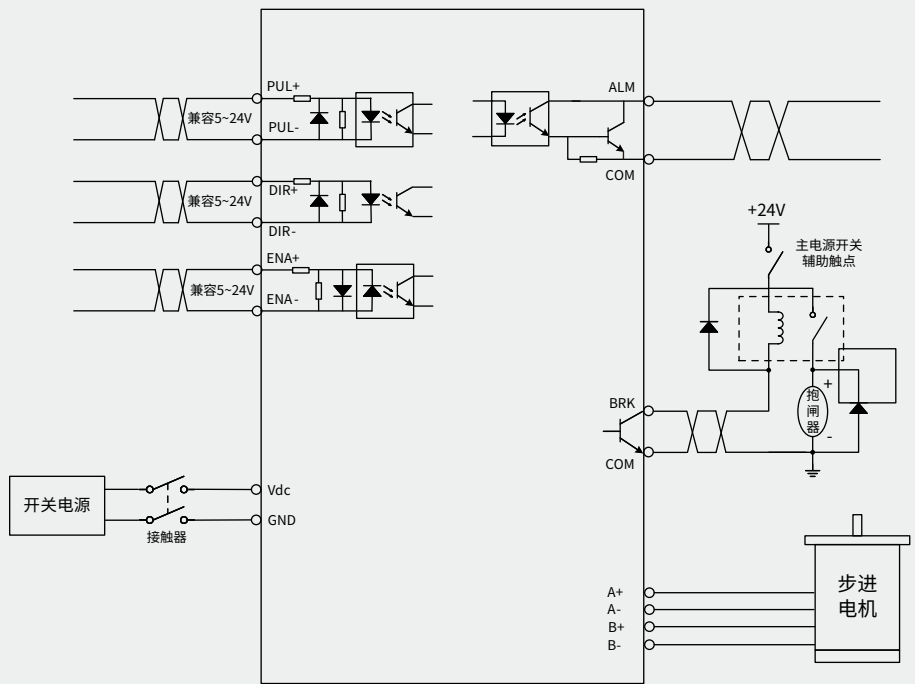 PUL+
兼容5~24V
PUL-
DIR+
兼容5~24V
DIR-
ENA+
兼容5~24V
ENA-
开关电源
接触器
Vdc
GND
ALM
COM
+24V
主电源开关
辅助触点
BRK
COM
+
抱
闸
器
-
A+
A-
B+
B-
步进
电机